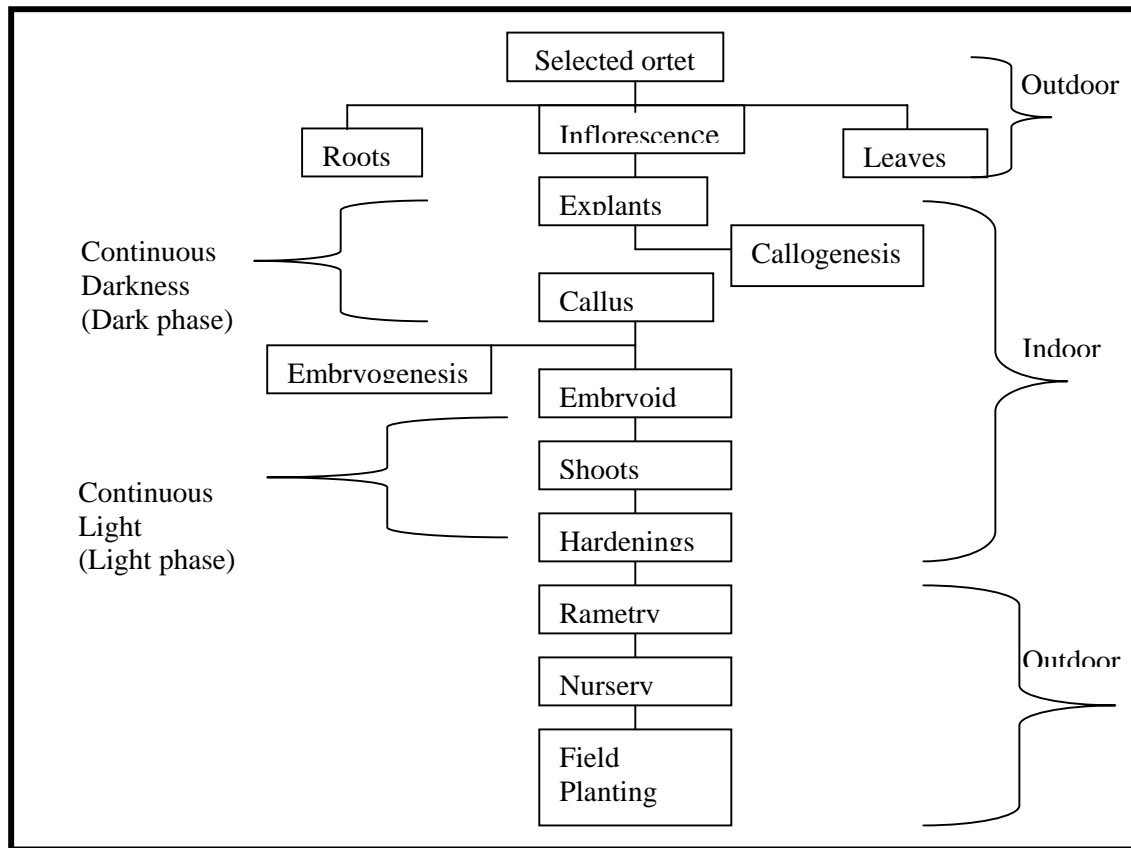 Selected ortet
Outdoor
Roots
Inflorescence
Leaves
Explants
Continuous
Darkness
(Dark phase)
Callogenesis
Callus
Indoor
Embryogenesis
Embryoid
Continuous
Light
(Light phase)
Shoots
Hardenings
Rametry
Outdoor
Nursery
Field
Planting